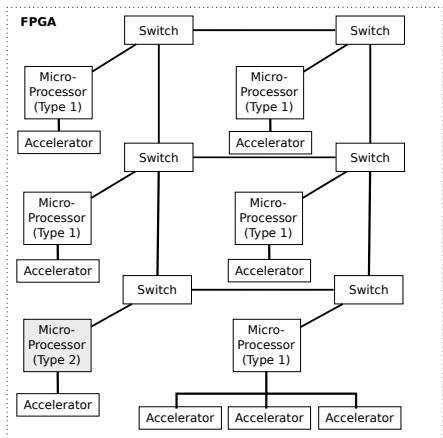 FPGA
Switch
Switch
Micro-
Processor
(Type 1)
Micro-
Processor
(Type 1)
Accelerator
Accelerator
Switch
Switch
Micro-
Processor
(Type 1)
Micro-
Processor
(Type 1)
Accelerator
Accelerator
Switch
Switch
Micro-
Processor
(Type 2)
Micro-
Processor
(Type 1)
Accelerator
Accelerator
Accelerator
Accelerator